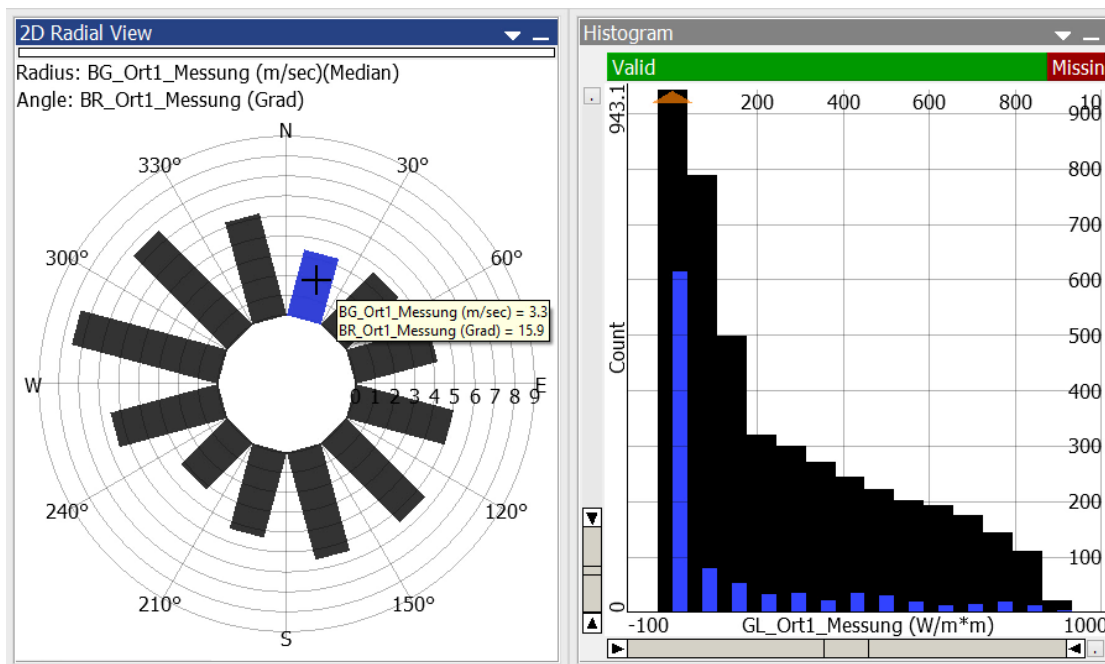 2D Radial View
Radius: BG_Ort1_Messung (m/sec)(Median)
Angle: BR_Ort1_Messung (Grad)
N
330°
30°
300°
60°
BG_Ort1_Messung (m/sec) = 3.3
BR_Ort1_Messung (Grad) = 15.9
W
0 1 2 3 4 5 6 7 8 9
E
240°
120°
210°
150°
S
Histogram
Valid
Missin
943.1
200
400
600
800
10
900
800
700
600
500
400
300
200
100
Count
0
-100
GL_Ort1_Messung (W/m*m)
1000